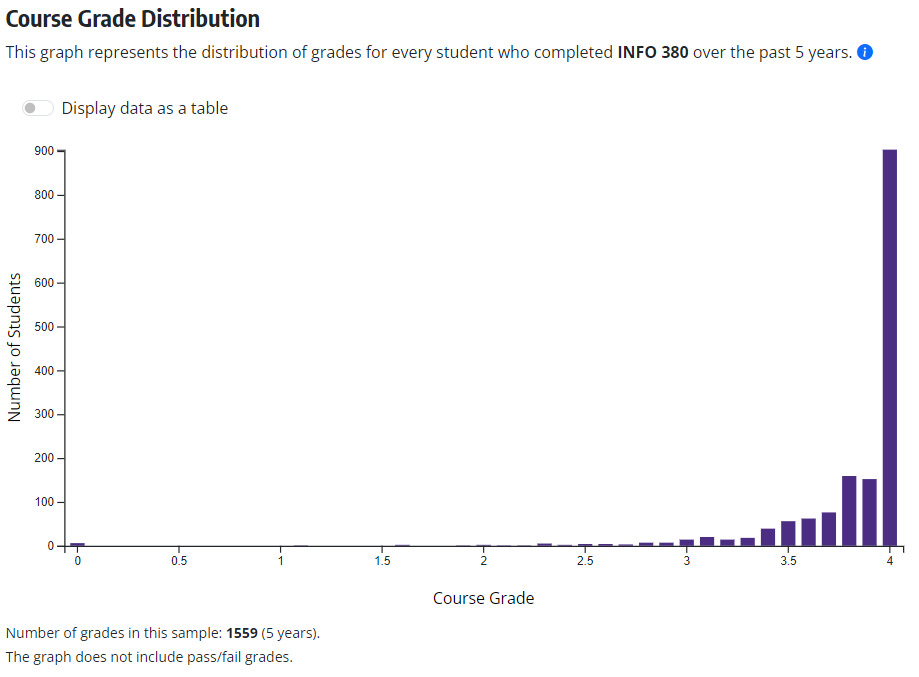 Course Grade Distribution
This graph represents the distribution of grades for every student who completed INFO 380 over the past 5 years. i
Display data as a table
900
800
700
600
500
400
300
200
100
0
Number of Students
0 0.5 1 1.5 2 2.5 3 3.5 4
Course Grade
Number of grades in this sample: 1559 (5 years).
The graph does not include pass/fail grades.